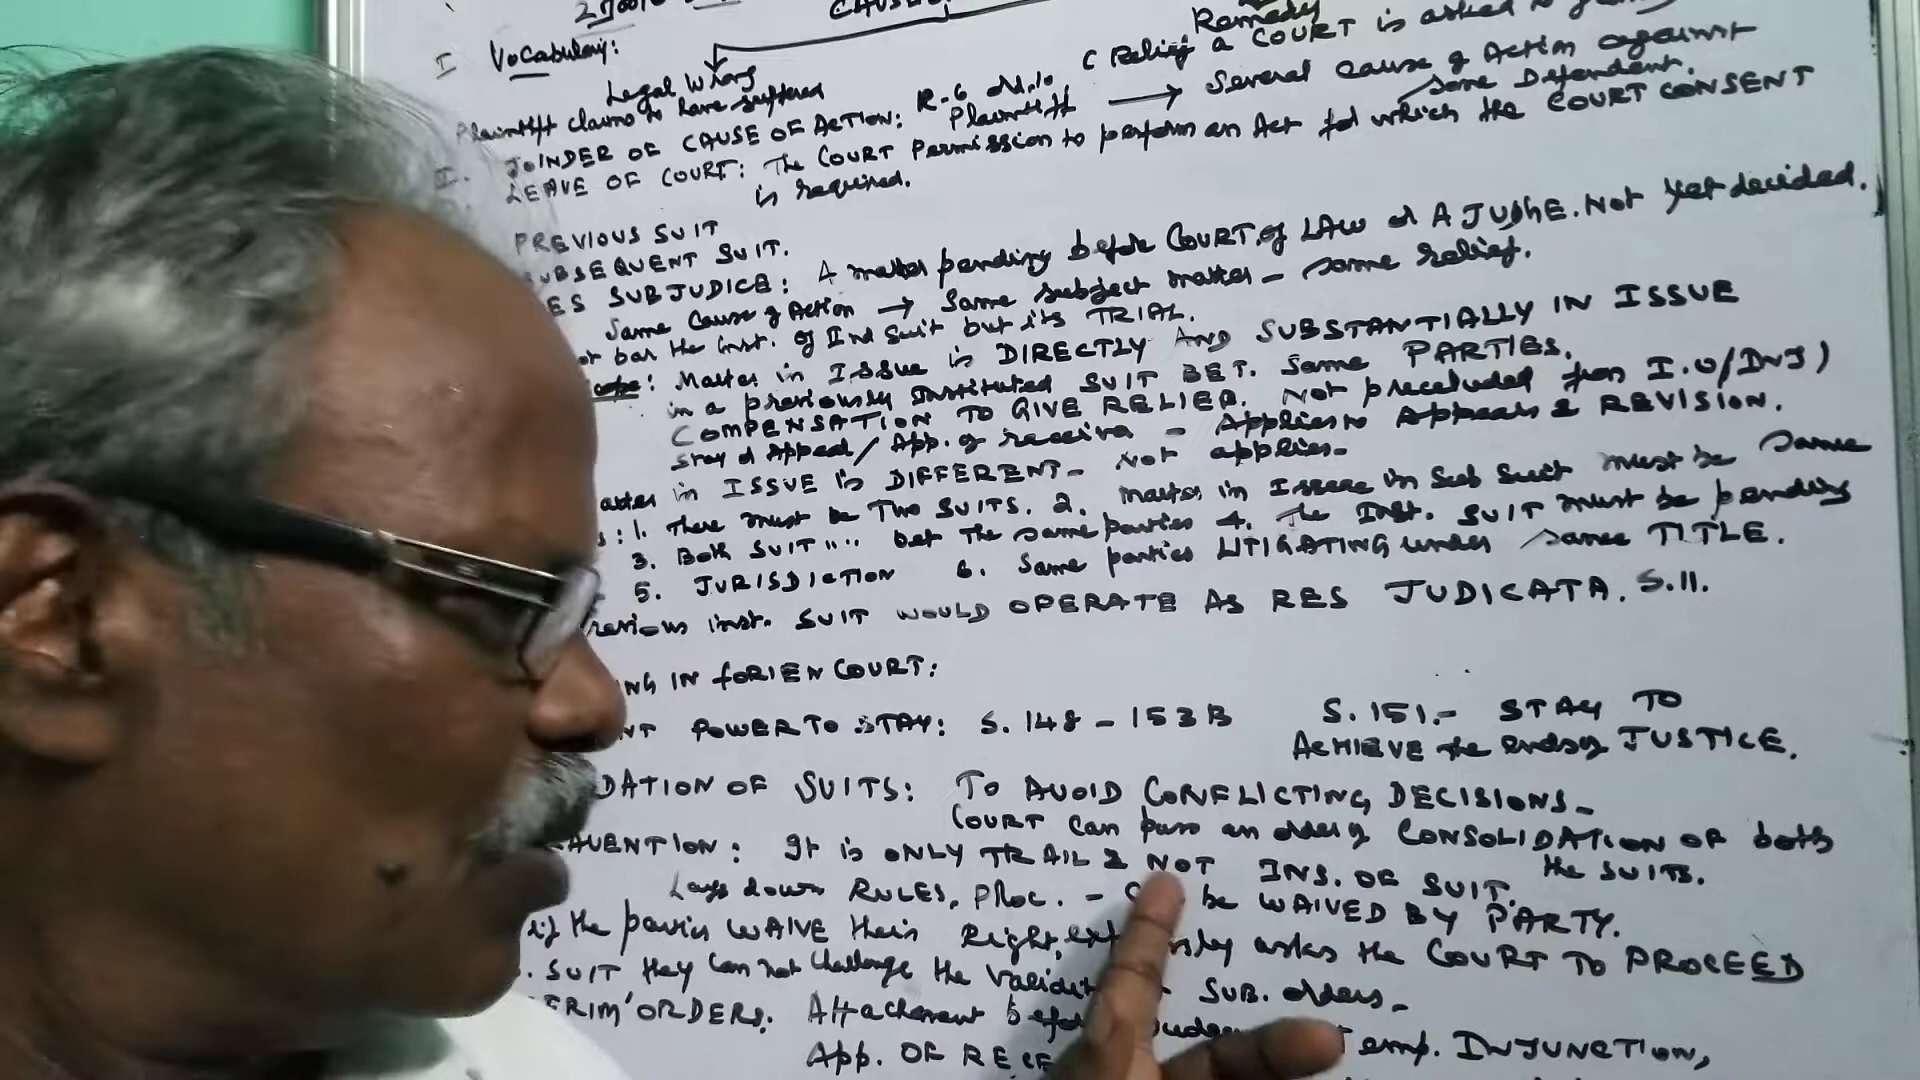 CAUSE
I Vocabulary:
Remedy
Legal Wrong
C Relief a COURT is asked to
Plaintiff claims to have suffered
II. JOINDER OF CAUSE OF ACTION: R-6 Plaintiff → Several cause of Action against same Defendant.
LEAVE OF COURT: The COURT Permission to perform an Act for which the COURT CONSENT
is required.
PREVIOUS SUIT
UBSEQUENT SUIT.
ES SUBJUDICE: A matter pending before COURT of LAW or A JUDGE. Not yet decided.
Same Cause of Action → Same subject matter - same relief.
ot bar the inst. of IInd suit but its TRIAL.
ope: Matter in Issue is DIRECTLY AND SUBSTANTIALLY IN ISSUE
in a previously instituted SUIT BET. same PARTIES.
COMPENSATION TO GIVE RELIEF. Not precluded from I.O/INJ)
Stay of Appeal / App. of receiver - Applies to Appeals & REVISION.
atter in ISSUE is DIFFERENT- Not applies-
s: 1. There must be TWO SUITS. 2. Matter in Issue in Sub Suit must be same
3. Both SUIT "" bet the same parties 4. The Inst. SUIT must be pending
5. JURISDICTION 6. Same parties LITIGATING under same TITLE.
revious inst. SUIT WOULD OPERATE AS RES JUDICATA. S.11.
NG IN FORIEN COURT:
NT POWER TO STAY: S. 148 - 153B S. 151.- STAY TO
ACHIEVE the ends of JUSTICE.
DATION OF SUITS: To AVOID CONFLICTING DECISIONS-
COURT can pass an order of CONSOLIDATION OF both
the SUITS.
AVENTION: It is ONLY TRAIL & NOT INS. OF SUIT.
Lays down RULES, PROC. - be WAIVED BY PARTY.
if the parties WAIVE their Right, asks the COURT TO PROCEED
. SUIT they can not challenge the SUB. orders-
ERIM ORDERS. Attachment Temp. INJUNCTION,
App. OF RECE